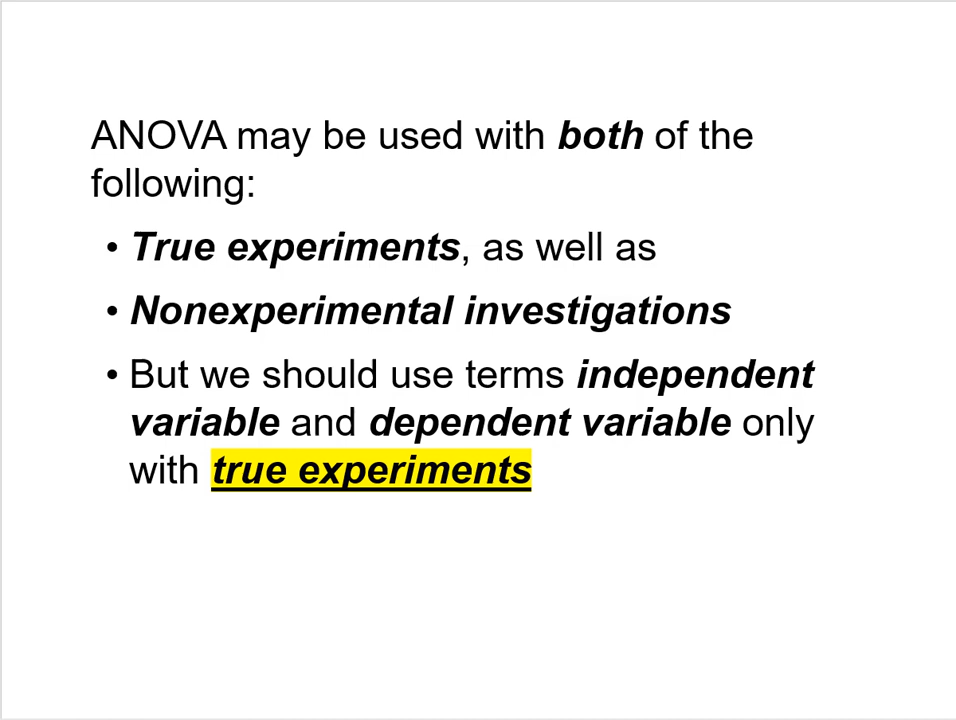 ANOVA may be used with both of the
following:
• True experiments, as well as
• Nonexperimental investigations
• But we should use terms independent
variable and dependent variable only
with true experiments